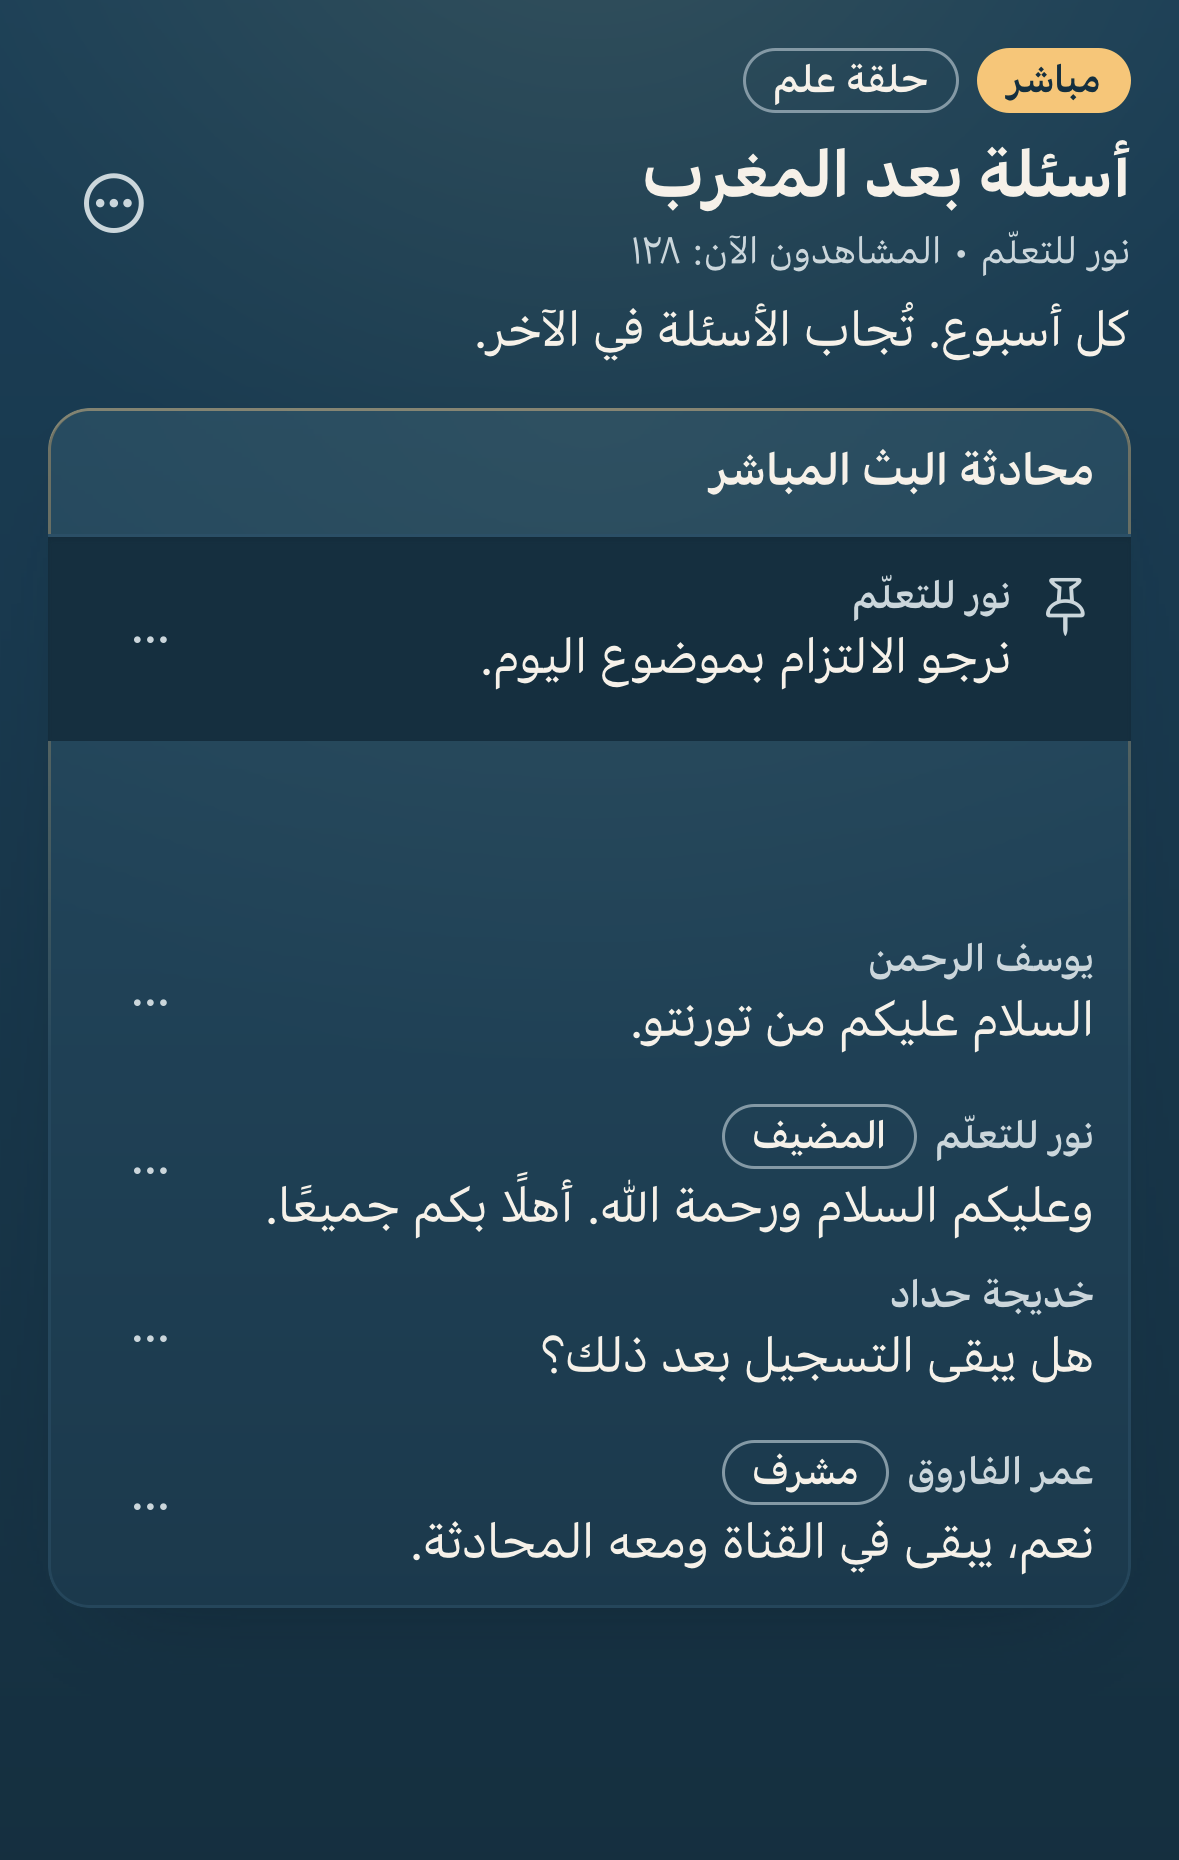 مباشر حلقة علم
أسئلة بعد المغرب
نور للتعلّم • المشاهدون الآن: ١٢٨
كل أسبوع. تُجاب الأسئلة في الآخر.
محادثة البث المباشر
نور للتعلّم
نرجو الالتزام بموضوع اليوم.
يوسف الرحمن
السلام عليكم من تورنتو.
نور للتعلّم المضيف
وعليكم السلام ورحمة الله. أهلًا بكم جميعًا.
خديجة حداد
هل يبقى التسجيل بعد ذلك؟
عمر الفاروق مشرف
نعم، يبقى في القناة ومعه المحادثة.